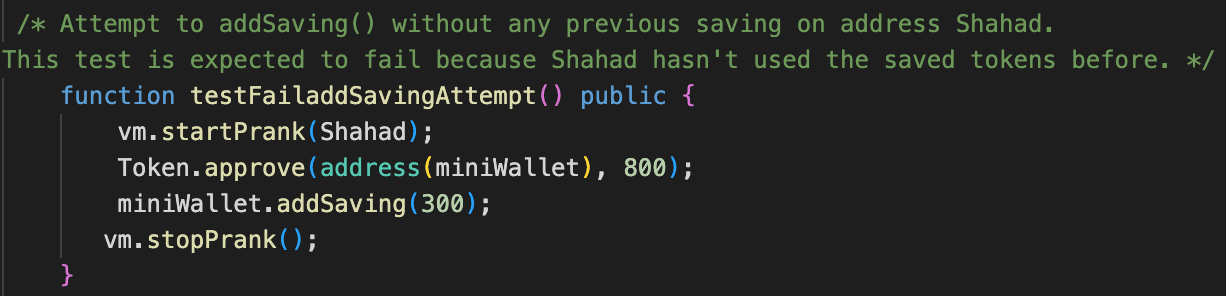 /* Attempt to addSaving() without any previous saving on address Shahad.
This test is expected to fail because Shahad hasn't used the saved tokens before. */
function testFailaddSavingAttempt() public {
vm.startPrank(Shahad);
Token.approve(address(miniWallet), 800);
miniWallet.addSaving(300);
vm.stopPrank();
}